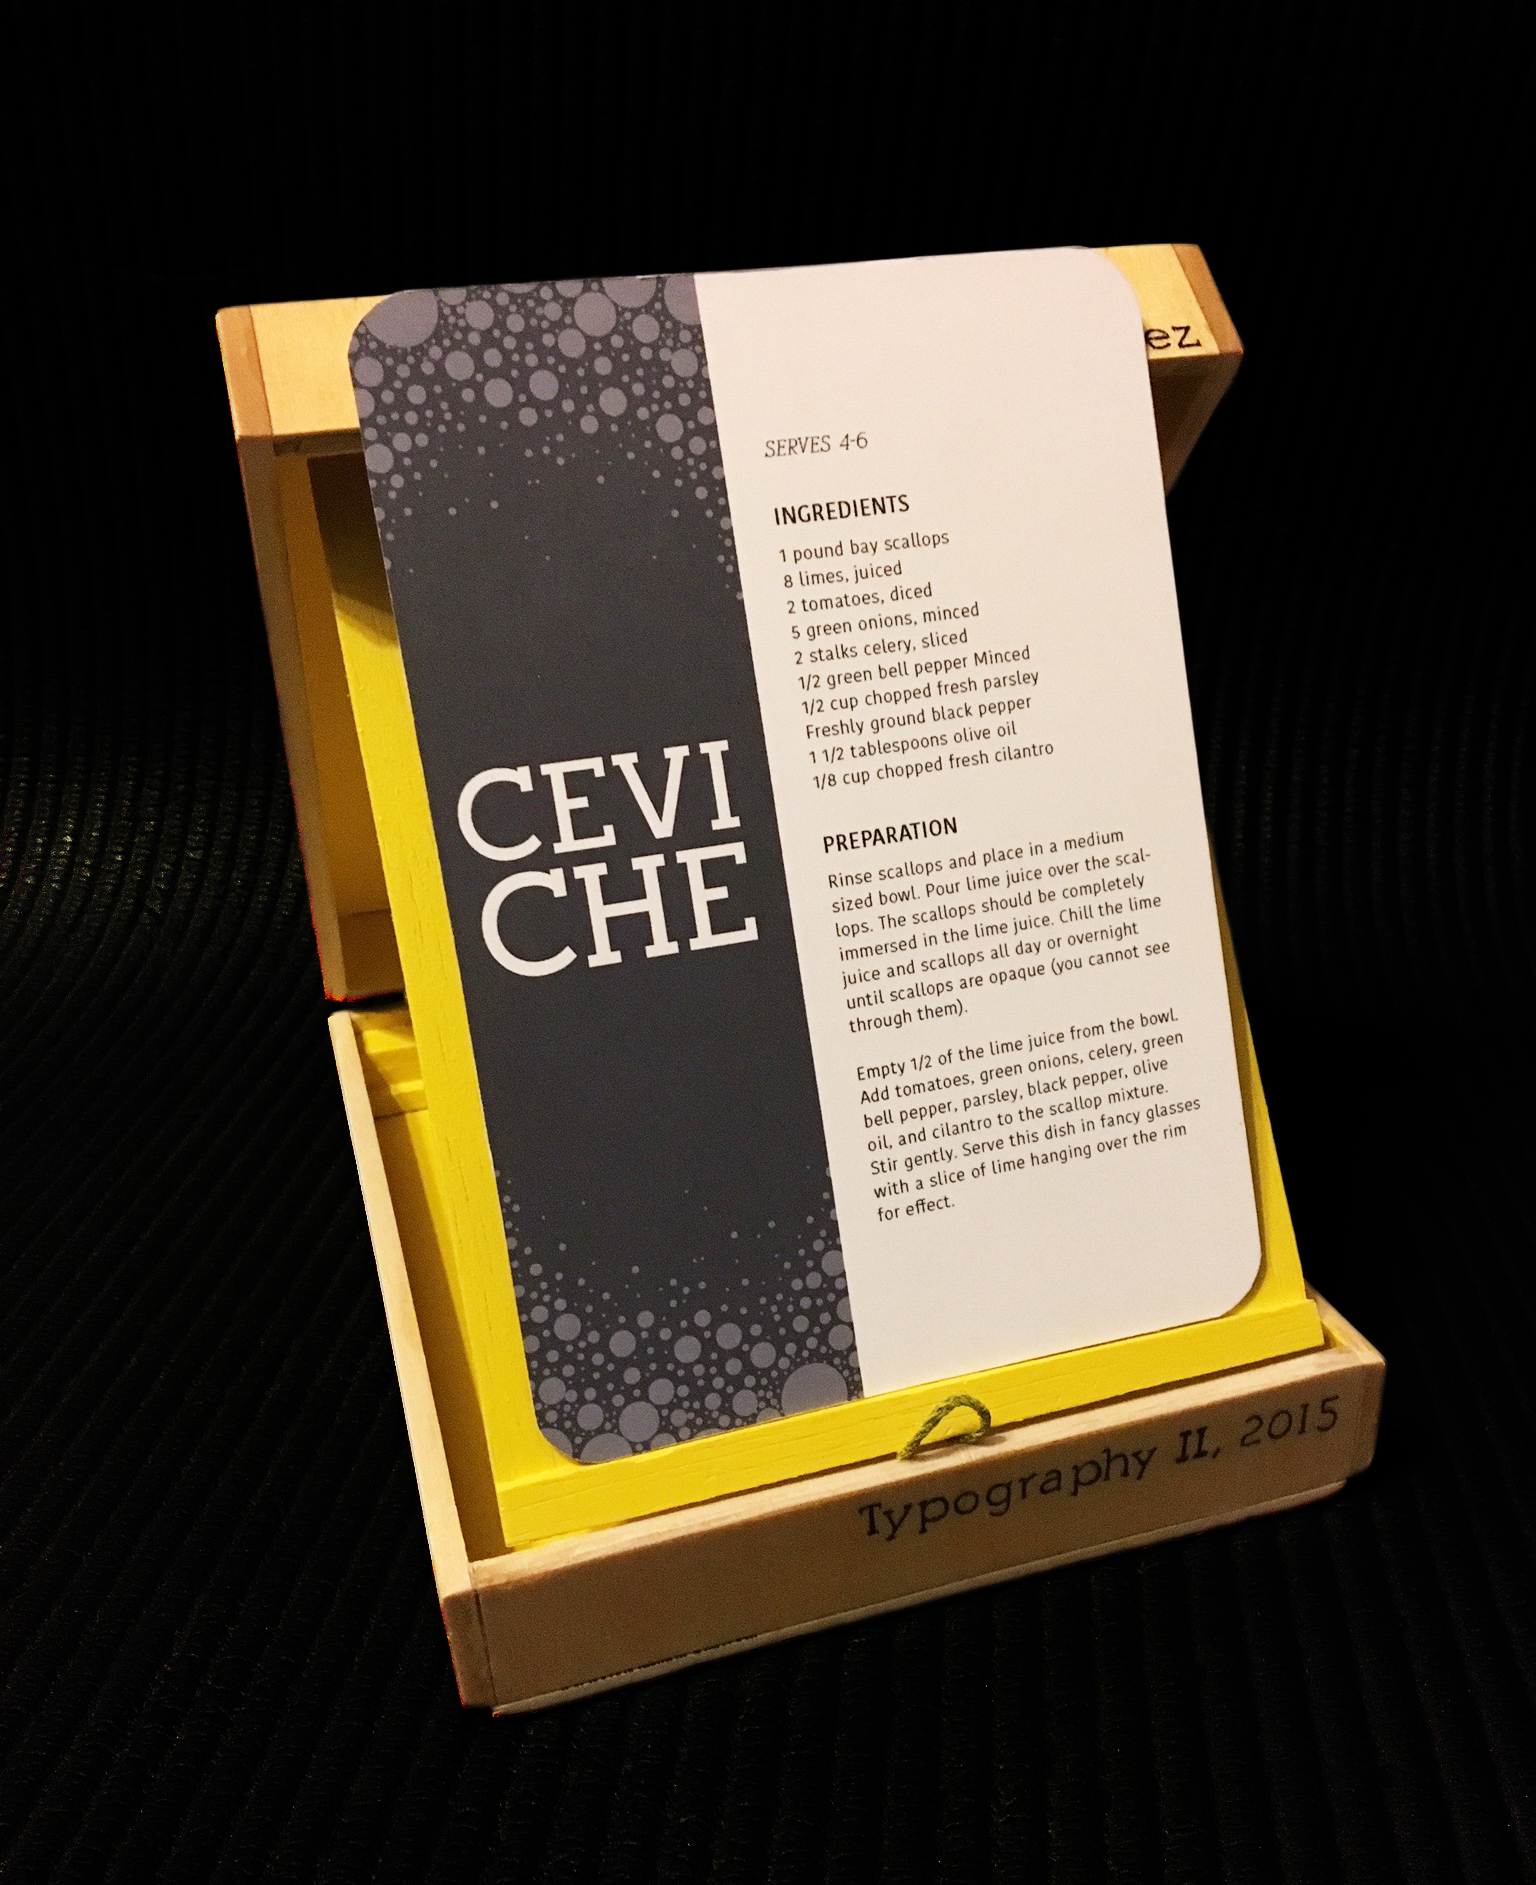 ez
CEVI
CHE
SERVES 4-6
INGREDIENTS
1 pound bay scallops
8 limes, juiced
2 tomatoes, diced
5 green onions, minced
2 stalks celery, sliced
1/2 green bell pepper Minced
1/2 cup chopped fresh parsley
Freshly ground black pepper
1 1/2 tablespoons olive oil
1/8 cup chopped fresh cilantro
PREPARATION
Rinse scallops and place in a medium
sized bowl. Pour lime juice over the scal-
lops. The scallops should be completely
immersed in the lime juice. Chill the lime
juice and scallops all day or overnight
until scallops are opaque (you cannot see
through them).
Empty 1/2 of the lime juice from the bowl.
Add tomatoes, green onions, celery, green
bell pepper, parsley, black pepper, olive
oil, and cilantro to the scallop mixture.
Stir gently. Serve this dish in fancy glasses
with a slice of lime hanging over the rim
for effect.
Typography II, 2015